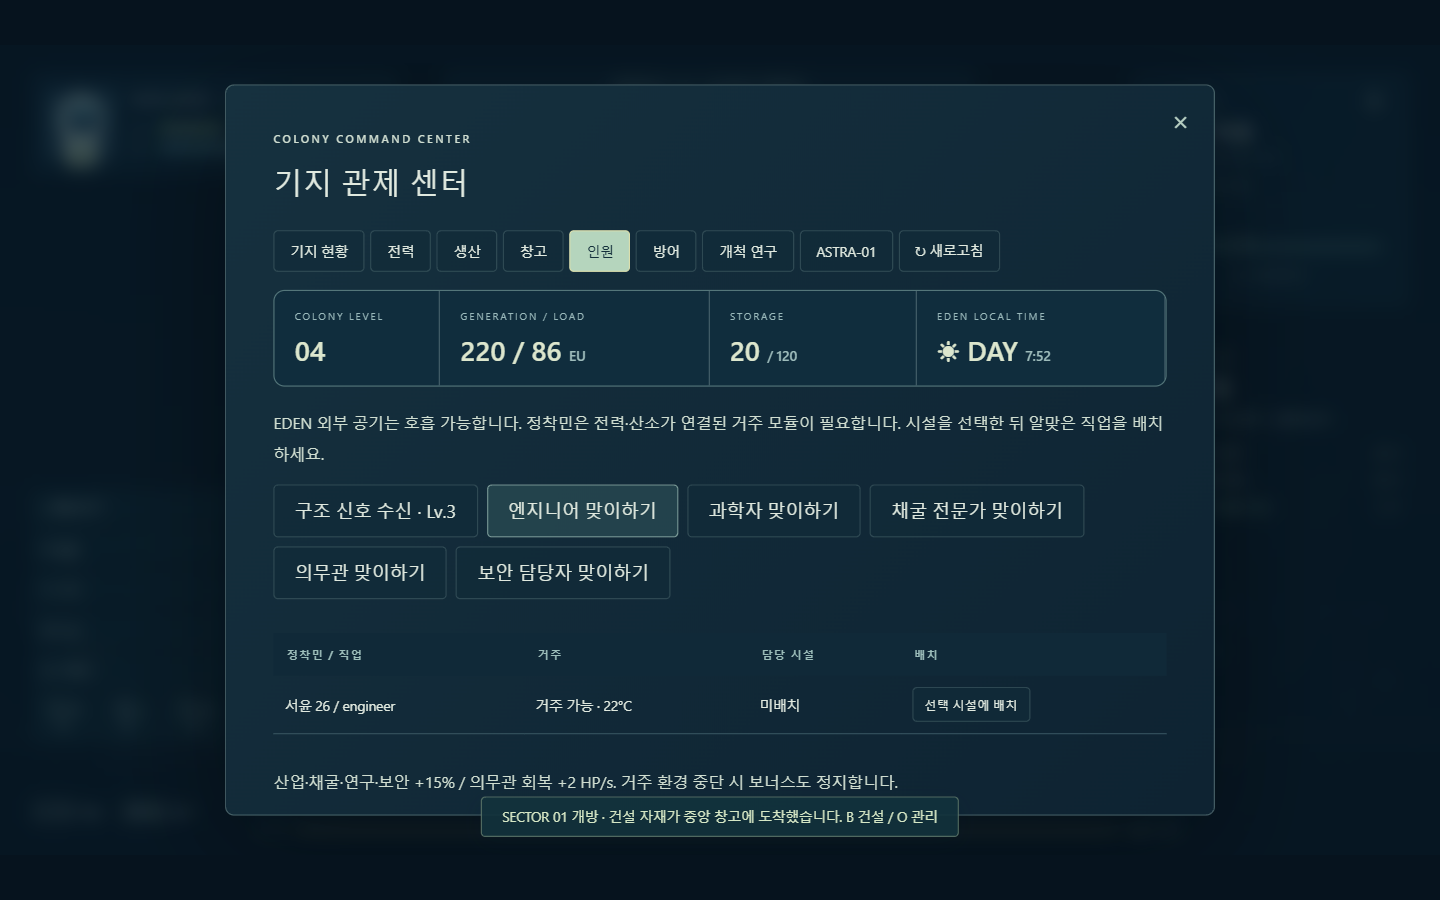 COLONY COMMAND CENTER
기지 관제 센터
✕
기지 현황 전력 생산 창고 인원 방어 개척 연구 ASTRA-01 ↻ 새로고침
COLONY LEVEL GENERATION / LOAD STORAGE EDEN LOCAL TIME
04 220 / 86 EU 20 / 120 ☀ DAY 7:52
EDEN 외부 공기는 호흡 가능합니다. 정착민은 전력·산소가 연결된 거주 모듈이 필요합니다. 시설을 선택한 뒤 알맞은 직업을 배치
하세요.
구조 신호 수신 · Lv.3 엔지니어 맞이하기 과학자 맞이하기 채굴 전문가 맞이하기
의무관 맞이하기 보안 담당자 맞이하기
정착민 / 직업 거주 담당 시설 배치
서윤 26 / engineer 거주 가능 · 22°C 미배치 선택 시설에 배치
산업·채굴·연구·보안 +15% / 의무관 회복 +2 HP/s. 거주 환경 중단 시 보너스도 정지합니다.
SECTOR 01 개방 · 건설 자재가 중앙 창고에 도착했습니다. B 건설 / O 관리